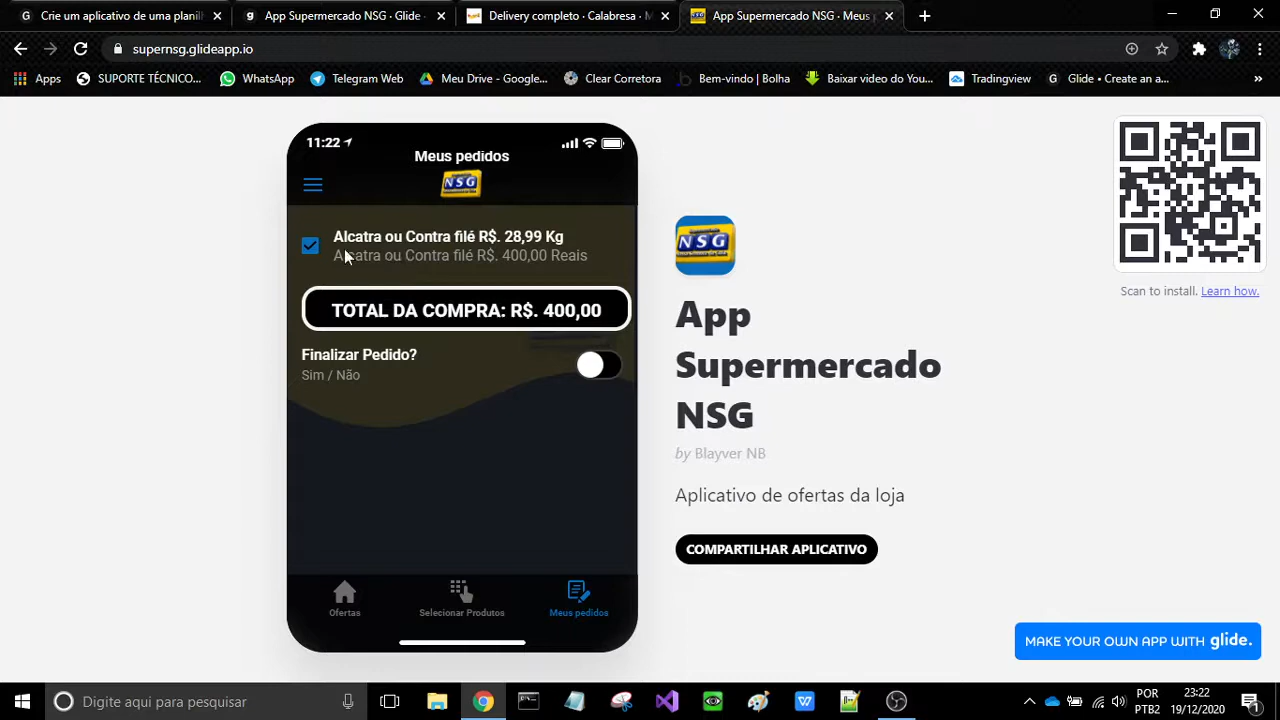 Crie um aplicativo de uma planil
App Supermercado NSG - Glide
Delivery completo - Calabresa - M
App Supermercado NSG - Meus p
supernsg.glideapp.io
Apps
SUPORTE TÉCNICO...
WhatsApp
Telegram Web
Meu Drive - Google...
Clear Corretora
Bem-vindo | Bolha
Baixar video do You...
Tradingview
Glide • Create an a...
»
11:22
Meus pedidos
NSG
Alcatra ou Contra filé R$. 28,99 Kg
Alcatra ou Contra filé R$. 400,00 Reais
TOTAL DA COMPRA: R$. 400,00
Finalizar Pedido?
Sim / Não
Ofertas
Selecionar Produtos
Meus pedidos
NSG
App
Supermercado
NSG
by Blayver NB
Aplicativo de ofertas da loja
COMPARTILHAR APLICATIVO
Scan to install. Learn how.
MAKE YOUR OWN APP WITH glide.
Digite aqui para pesquisar
POR
PTB2
23:22
19/12/2020
1